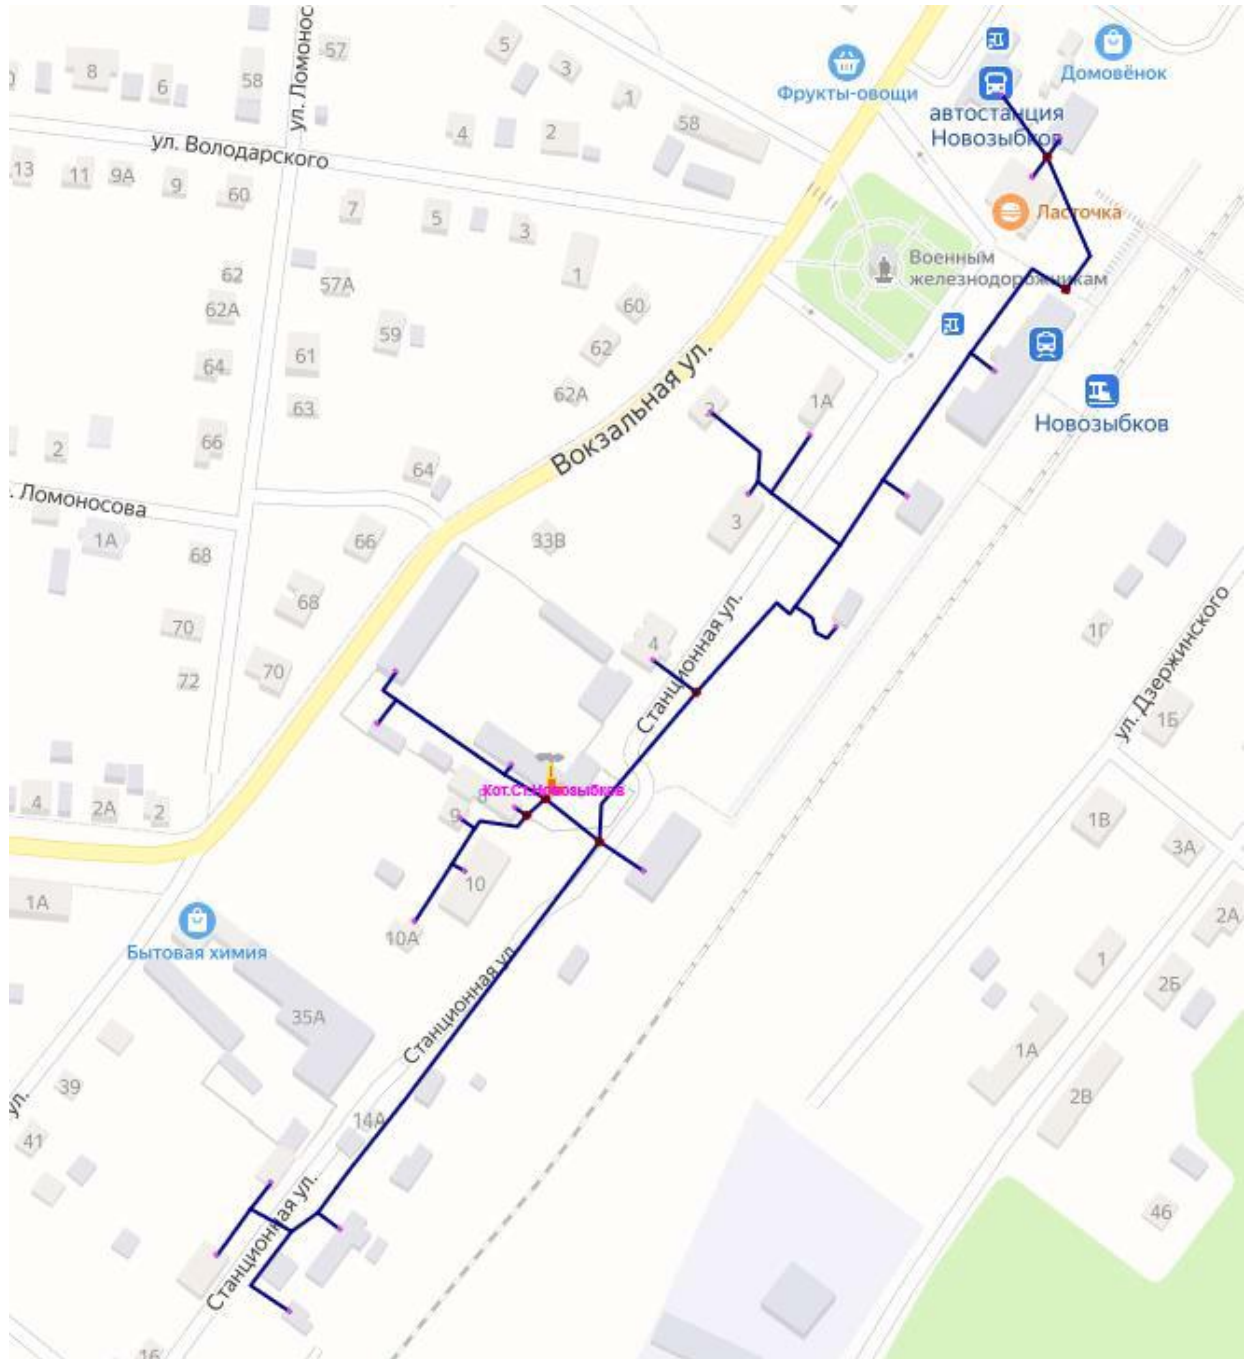 57
5
3
1
58
8
6
58
ул. Ломонос
Фрукты-овощи
Домовёнок
автостанция
Новозыбков
ул. Володарского
4
2
13
11
9А
9
60
7
5
3
1
Ласточка
Военным
железнодорожникам
62
62А
57А
60
59
62
64
61
62А
63
2
1А
Новозыбков
Вокзальная ул.
2
66
64
3
. Ломоносова
1А
68
66
33В
68
70
72
70
4
Станционная ул.
1Г
ул. Дзержинского
1Б
Кот.Ст.Новозыбков
4
2А
2
9
10
10А
1В
3А
2А
1А
Бытовая химия
35А
Станционная ул.
1
2Б
1А
2В
39
ул.
41
14А
Станционная ул.
46
16